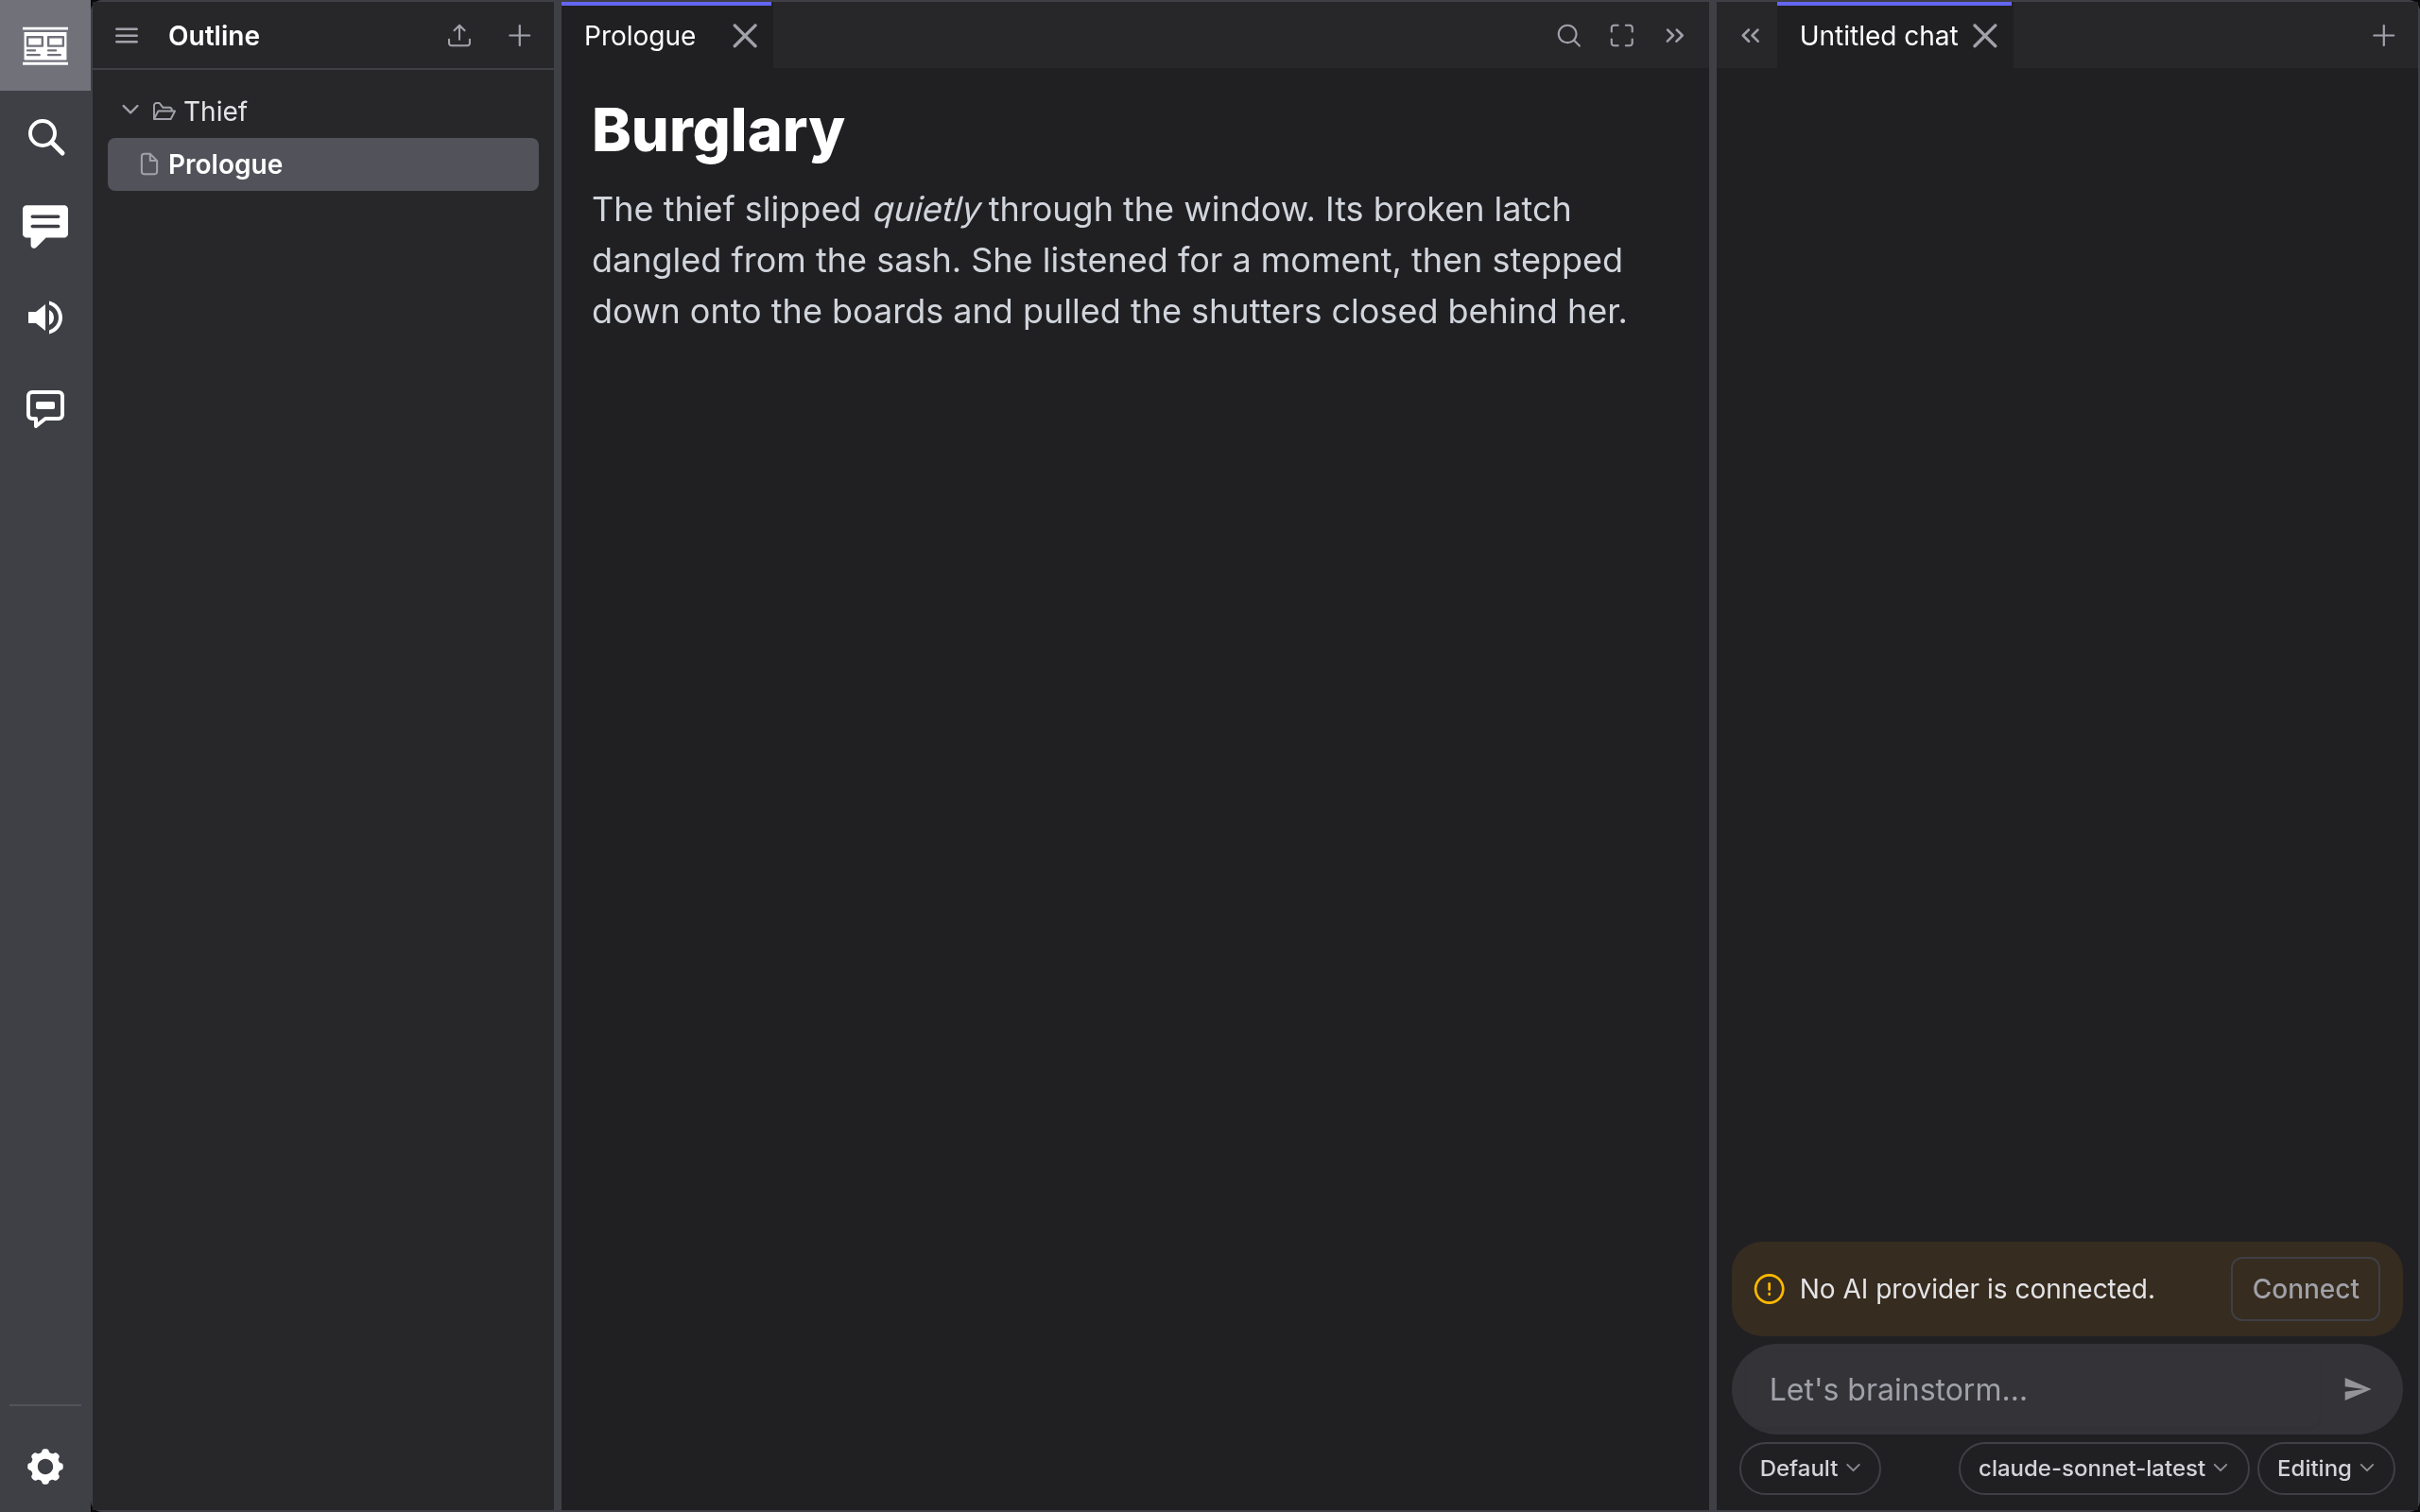 Outline
Thief
Prologue
Prologue
Burglary
The thief slipped quietly through the window. Its broken latch
dangled from the sash. She listened for a moment, then stepped
down onto the boards and pulled the shutters closed behind her.
Untitled chat
No AI provider is connected.
Connect
Let's brainstorm...
Default
claude-sonnet-latest
Editing